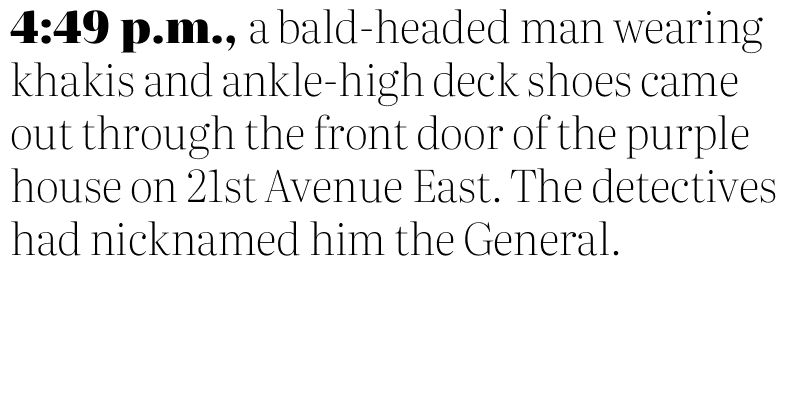 4:49 p.m., a bald-headed man wearing
khakis and ankle-high deck shoes came
out through the front door of the purple
house on 21st Avenue East. The detectives
had nicknamed him the General.